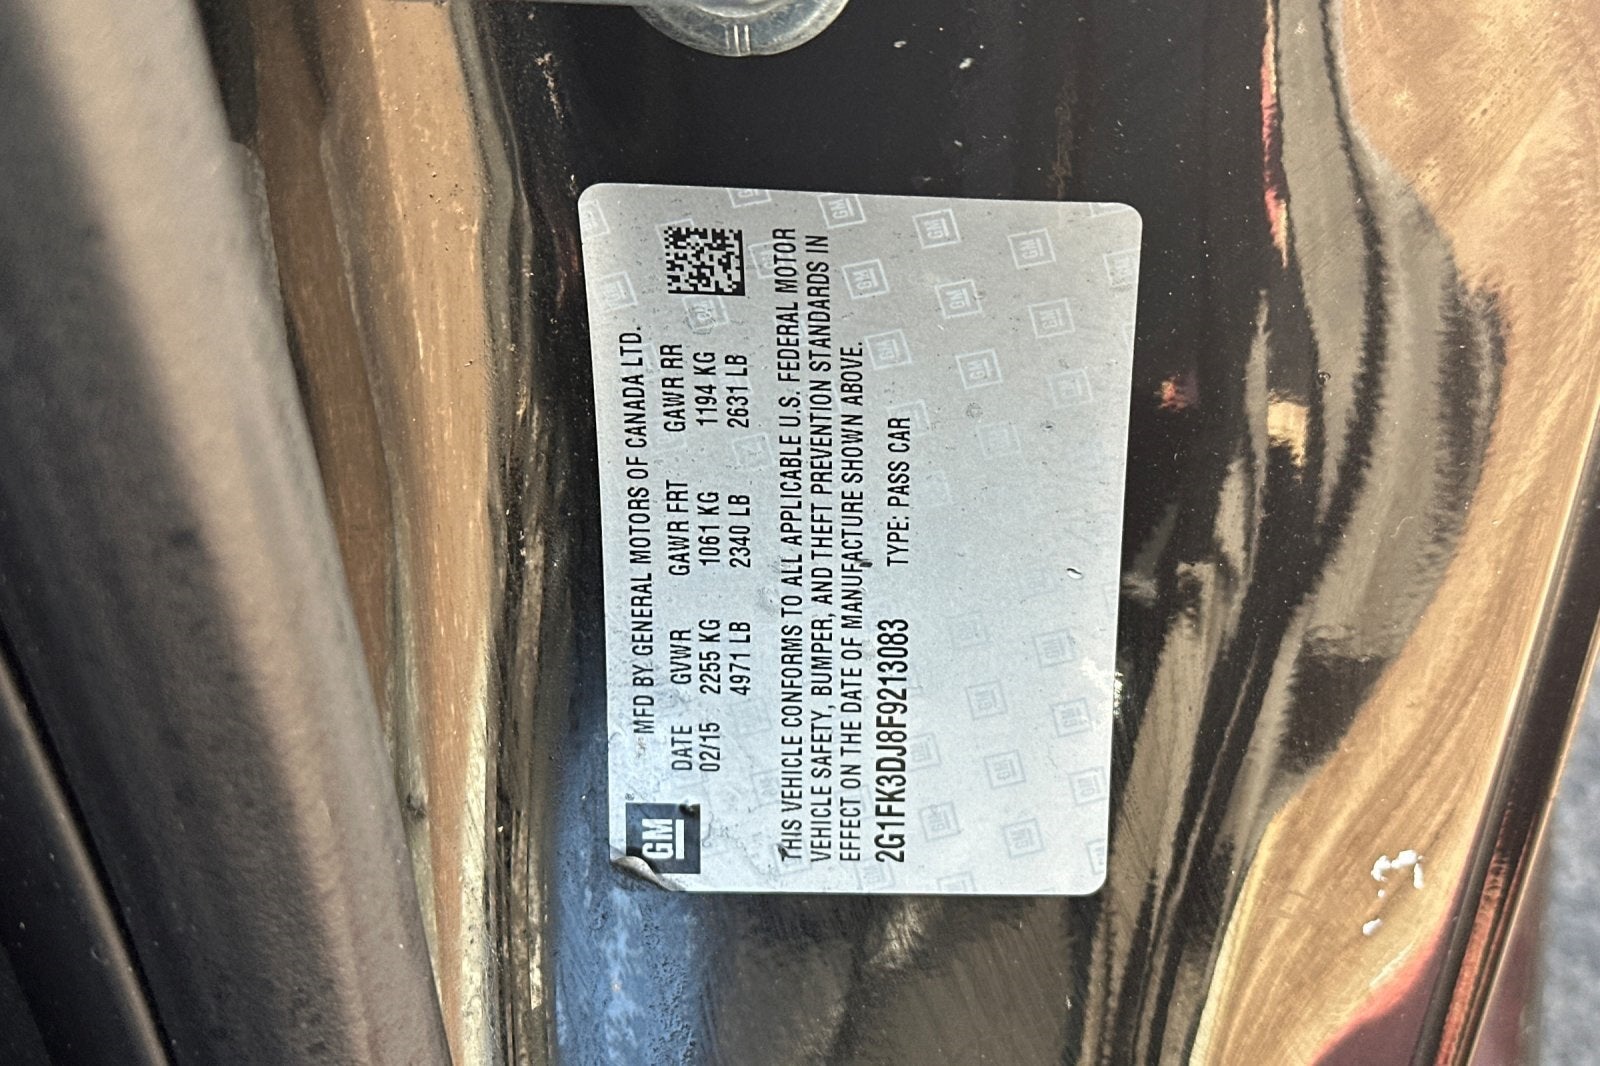 GM
MFD BY GENERAL MOTORS OF CANADA LTD.
DATE GVWR GAWR FRT GAWR RR
02/15 2255 KG 1061 KG 1194 KG
4971 LB 2340 LB 2631 LB
THIS VEHICLE CONFORMS TO ALL APPLICABLE U.S. FEDERAL MOTOR
VEHICLE SAFETY, BUMPER, AND THEFT PREVENTION STANDARDS IN
EFFECT ON THE DATE OF MANUFACTURE SHOWN ABOVE.
2G1FK3DJ8F9213083 TYPE: PASS CAR